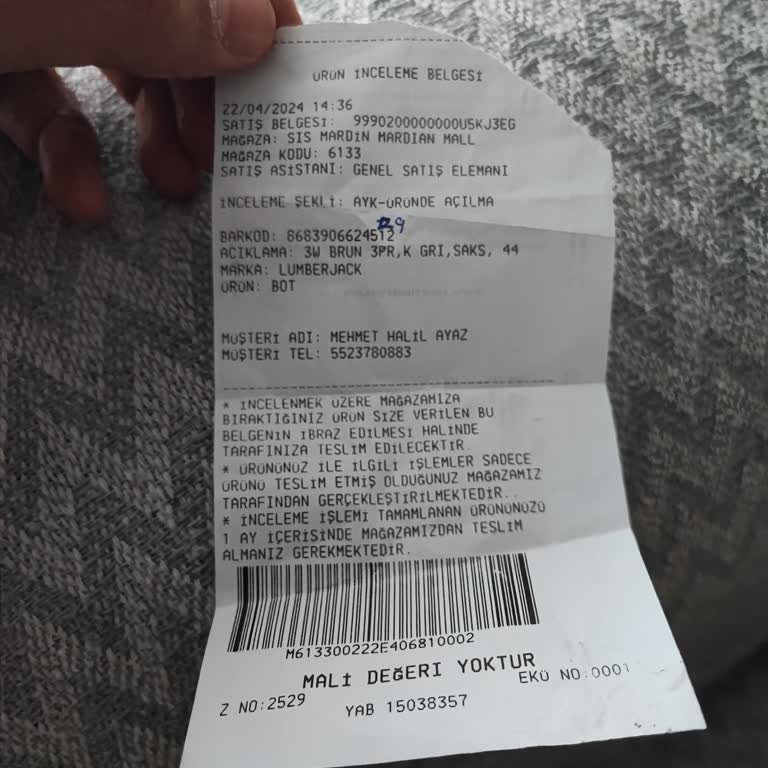 ÜRÜN İNCELEME BELGESİ
22/04/2024 14:36
SATIŞ BELGESI: 9990200000000U5KJ3EG
MAĞAZA: SIS MARDİN MARDIAN MALL
MAĞAZA KODU: 6133
SATIŞ ASİSTANI: GENEL SATIŞ ELEMANI
İNCELEME ŞEKLİ: AYK-ÜRÜNDE AÇILMA
BARKOD: 8683906624512
ACIKLAMA: 3W BRUN 3PR,K GRI,SAKS, 44
MARKA: LUMBERJACK
ÜRÜN: BOT
MÜŞTERİ ADI: MEHMET HALİL AYAZ
MÜŞTERİ TEL: 5523780883
* İNCELENMEK ÜZERE MAĞAZAMIZA
BIRAKTIĞINIZ ÜRÜN SİZE VERİLEN BU
BELGENİN İBRAZ EDİLMESİ HALİNDE
TARAFINIZA TESLİM EDİLECEKTİR.
* ÜRÜNÜNÜZ İLE İLGİLİ İŞLEMLER SADECE
ÜRÜNÜ TESLİM ETMİŞ OLDUĞUNUZ MAĞAZAMIZ
TARAFINDAN GERÇEKLEŞTİRİLMEKTEDİR..
* İNCELEME İŞLEMİ TAMAMLANAN ÜRÜNÜNÜZÜ
1 AY İÇERİSİNDE MAĞAZAMIZDAN TESLİM
ALMANIZ GEREKMEKTEDİR.
M613300222E406810002
MALİ DEĞERİ YOKTUR
Z NO:2529 YAB 15038357 EKÜ NO:0001